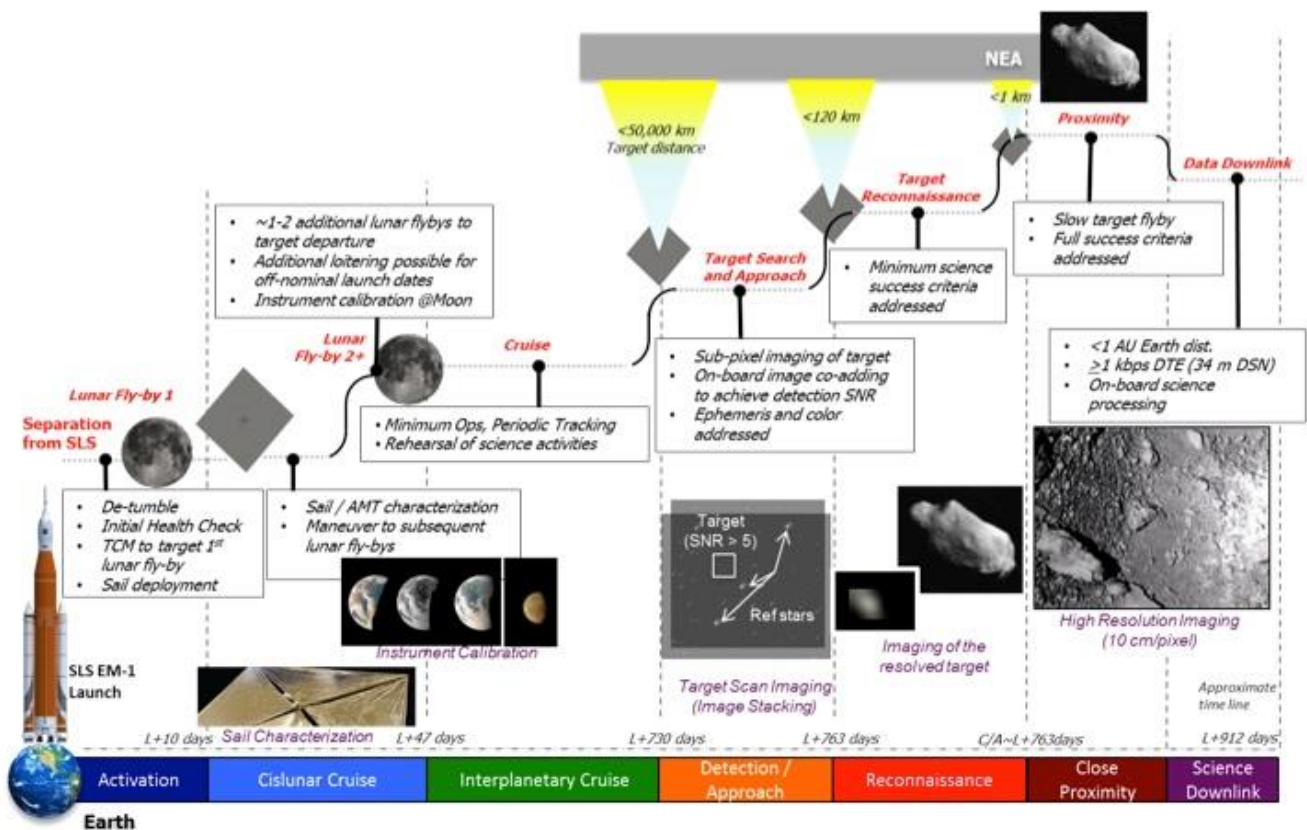 NEA
<50,000 km
Target distance
<120 km
<1 km
Proximity
Data Downlink
Target
Reconnaissance
• ~1-2 additional lunar flybys to
target departure
• Additional loitering possible for
off-nominal launch dates
• Instrument calibration @Moon
• Slow target flyby
• Full success criteria
addressed
Target Search
and Approach
• Minimum science
success criteria
addressed
Lunar
Fly-by 2+
Cruise
• Sub-pixel imaging of target
• On-board image co-adding
to achieve detection SNR
• Ephemeris and color
addressed
• <1 AU Earth dist.
• ≥1 kbps DTE (34 m DSN)
• On-board science
processing
Lunar Fly-by 1
Separation
from SLS
• Minimum Ops, Periodic Tracking
• Rehearsal of science activities
• De-tumble
• Initial Health Check
• TCM to target 1st
lunar fly-by
• Sail deployment
• Sail / AMT characterization
• Maneuver to subsequent
lunar fly-bys
Target
(SNR > 5)
Ref stars
Instrument Calibration
Imaging of the
resolved target
High Resolution Imaging
(10 cm/pixel)
SLS EM-1
Launch
Target Scan Imaging
(Image Stacking)
Approximate
time line
L+10 days
Sail Characterization
L+47 days
L+730 days
L+763 days
C/A~L+763days
L+912 days
Activation
Cislunar Cruise
Interplanetary Cruise
Detection /
Approach
Reconnaissance
Close
Proximity
Science
Downlink
Earth